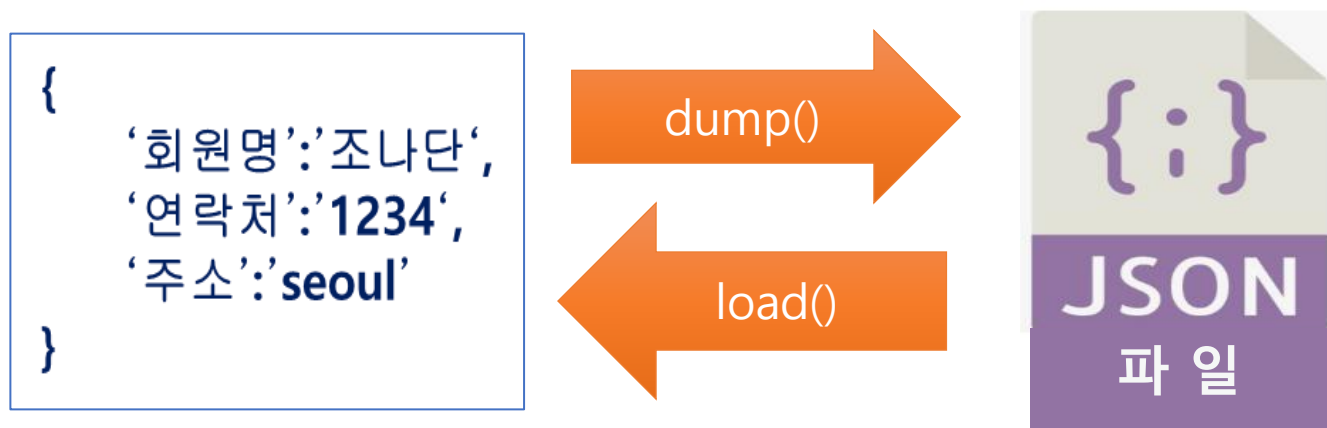 {
‘회원명’:’조나단‘,
‘연락처’:’1234‘,
‘주소’:’seoul’
}
dump()
load()
{;}
JSON
파 일